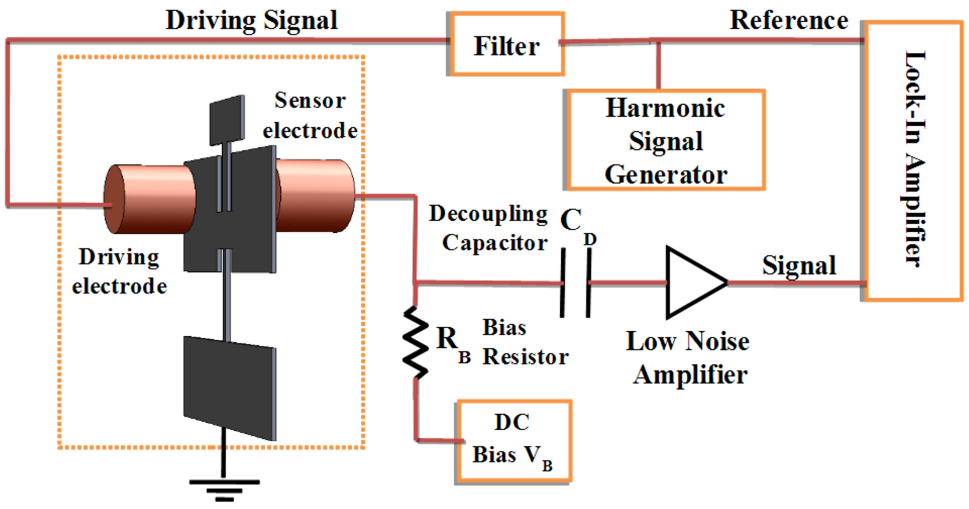 Driving Signal
Filter
Reference
Harmonic
Signal
Generator
Lock-In Amplifier
Sensor
electrode
Driving
electrode
Decoupling
Capacitor
C D
Signal
Low Noise
Amplifier
R B
Bias
Resistor
DC
Bias V B